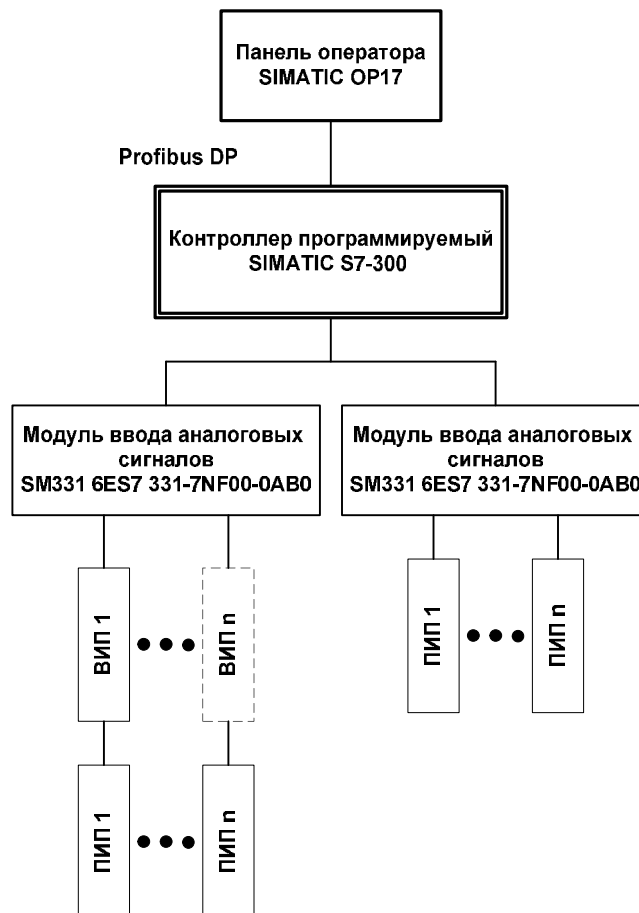 Панель оператора
SIMATIC OP17
Profibus DP
Контроллер программируемый
SIMATIC S7-300
Модуль ввода аналоговых
сигналов
SM331 6ES7 331-7NF00-0AB0
Модуль ввода аналоговых
сигналов
SM331 6ES7 331-7NF00-0AB0
ВИП 1
ВИП n
ПИП 1
ПИП n
ПИП 1
ПИП n